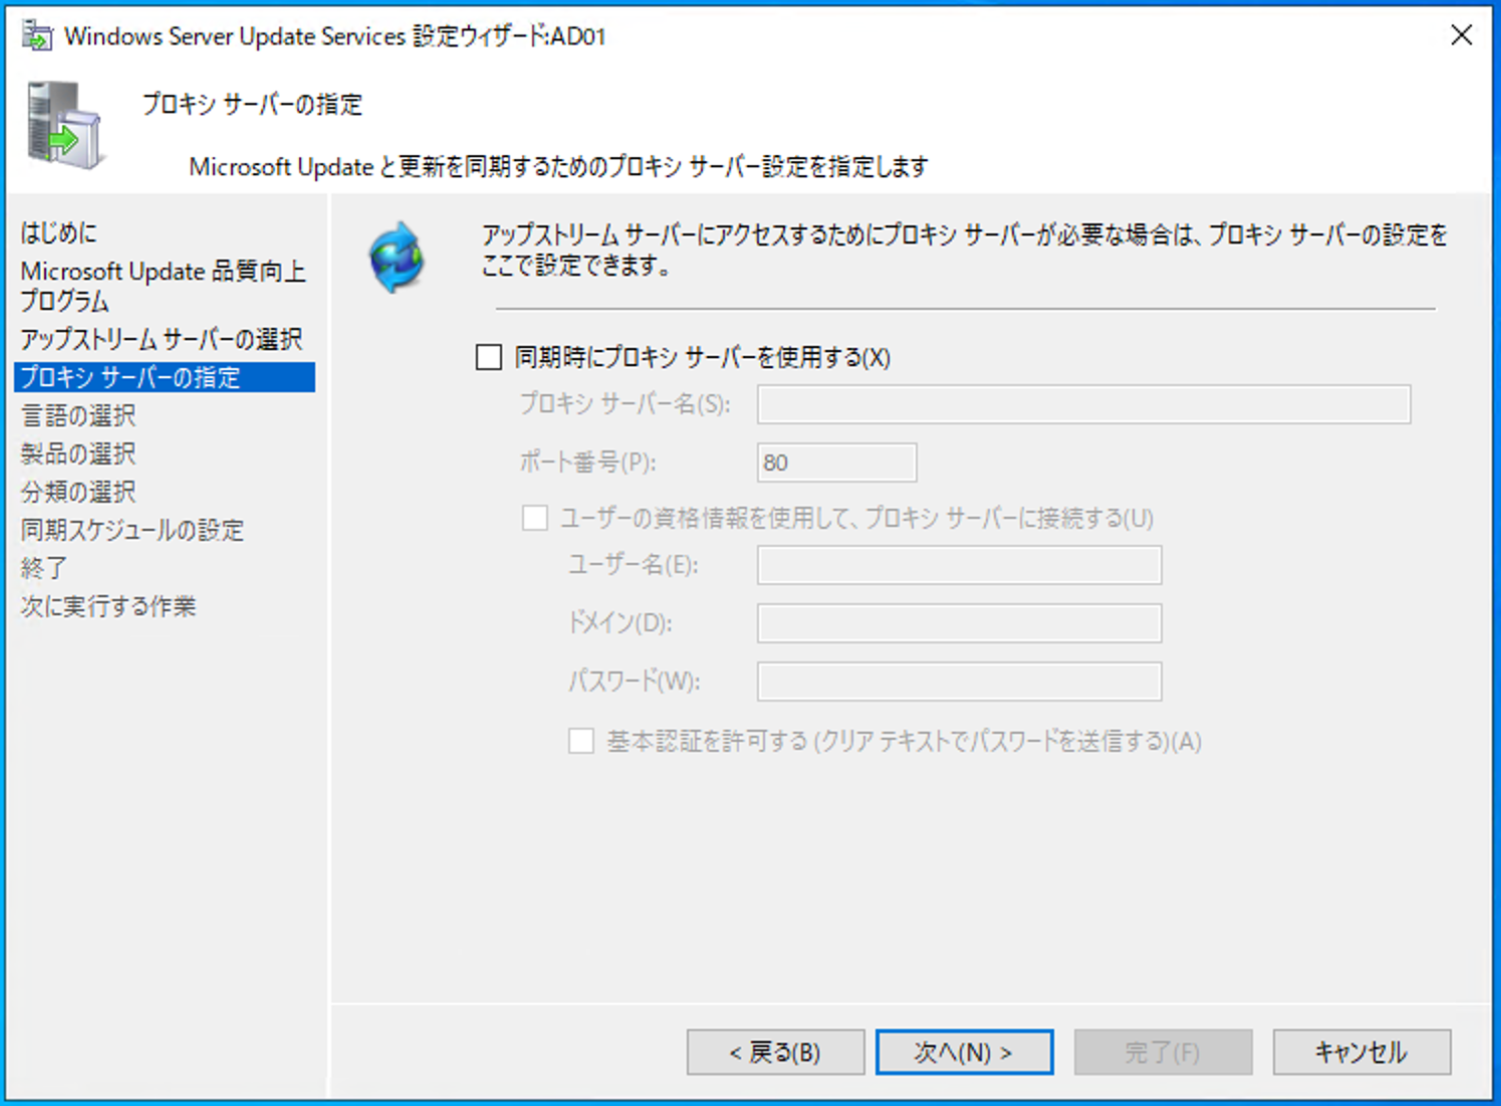 Windows Server Update Services 設定ウィザード:AD01
プロキシ サーバーの指定
Microsoft Update と更新を同期するためのプロキシ サーバー設定を指定します
はじめに
Microsoft Update 品質向上
プログラム
アップストリーム サーバーの選択
プロキシ サーバーの指定
言語の選択
製品の選択
分類の選択
同期スケジュールの設定
終了
次に実行する作業
アップストリーム サーバーにアクセスするためにプロキシ サーバーが必要な場合は、プロキシ サーバーの設定を
ここで設定できます。
同期時にプロキシ サーバーを使用する(X)
プロキシ サーバー名(S):
ポート番号(P):
80
ユーザーの資格情報を使用して、プロキシ サーバーに接続する(U)
ユーザー名(E):
ドメイン(D):
パスワード(W):
基本認証を許可する (クリア テキストでパスワードを送信する)(A)
< 戻る(B)
次へ(N) >
完了(F)
キャンセル